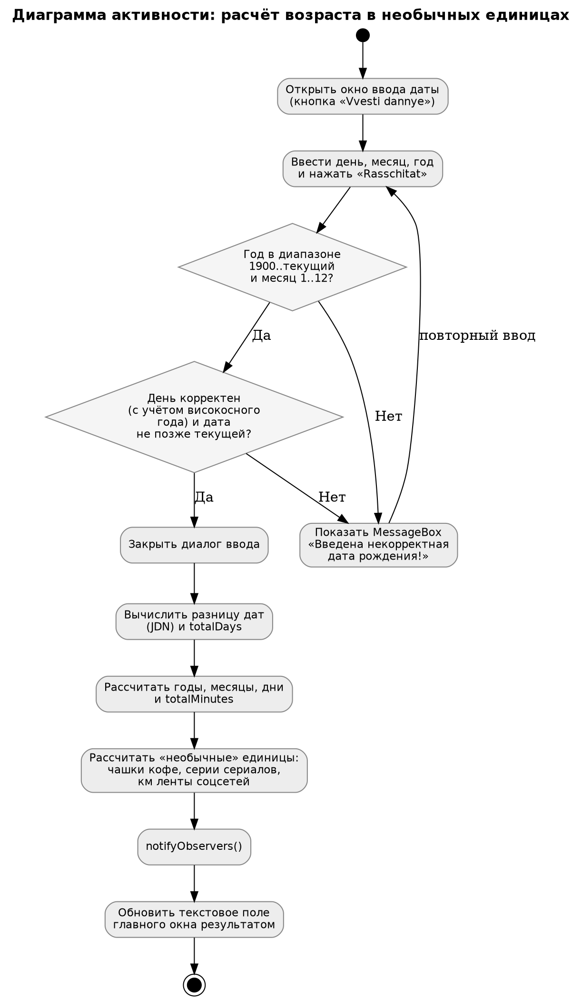 Диаграмма активности: расчёт возраста в необычных единицах
Открыть окно ввода даты
(кнопка «Vvesti dannye»)
Ввести день, месяц, год
и нажать «Rasschitat»
Год в диапазоне
1900..текущий
и месяц 1..12?
Да
повторный ввод
День корректен
(с учётом високосного
года) и дата
не позже текущей?
Нет
Да
Нет
Закрыть диалог ввода
Показать MessageBox
«Введена некорректная
дата рождения!»
Вычислить разницу дат
(JDN) и totalDays
Рассчитать годы, месяцы, дни
и totalMinutes
Рассчитать «необычные» единицы:
чашки кофе, серии сериалов,
км ленты соцсетей
notifyObservers()
Обновить текстовое поле
главного окна результатом